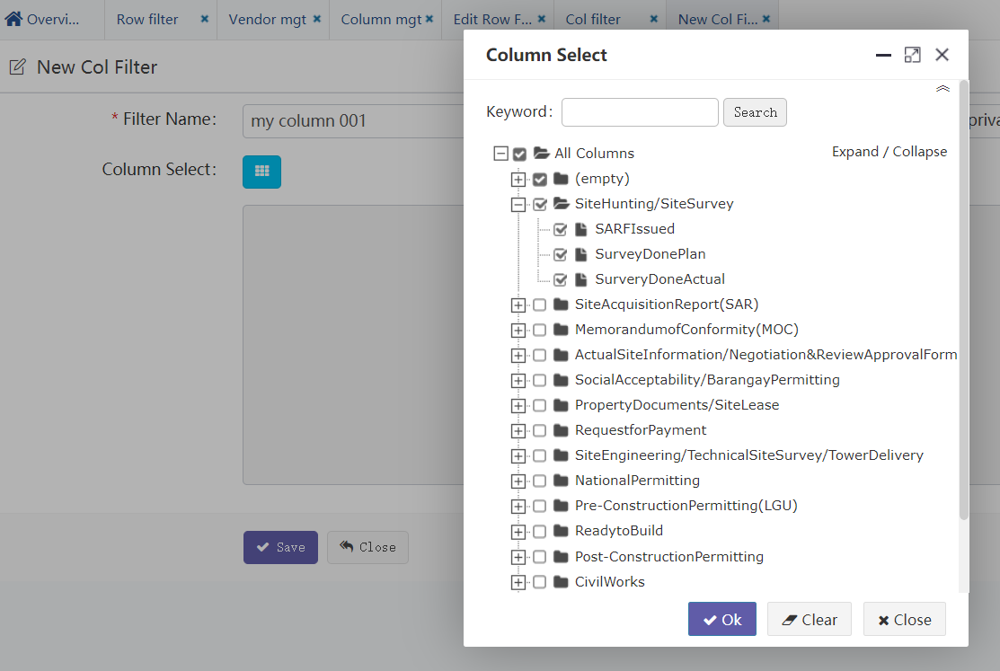 Overvi...
Row filter
Vendor mgt
Column mgt
Edit Row F...
Col filter
New Col Fi...
New Col Filter
Column Select
* Filter Name:
my column 001
Keyword:
Search
Column Select:
All Columns
Expand / Collapse
(empty)
SiteHunting/SiteSurvey
SARFIssued
SurveyDonePlan
SurveryDoneActual
SiteAcquisitionReport(SAR)
MemorandumofConformity(MOC)
ActualSiteInformation/Negotiation&ReviewApprovalForm
SocialAcceptability/BarangayPermitting
PropertyDocuments/SiteLease
RequestforPayment
SiteEngineering/TechnicalSiteSurvey/TowerDelivery
NationalPermitting
Pre-ConstructionPermitting(LGU)
ReadytoBuild
Post-ConstructionPermitting
CivilWorks
Save
Close
Ok
Clear
Close